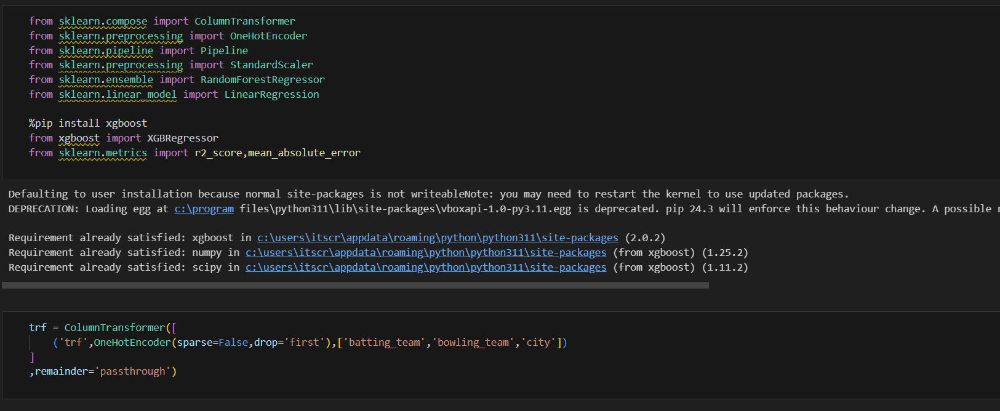 from sklearn.compose import ColumnTransformer
from sklearn.preprocessing import OneHotEncoder
from sklearn.pipeline import Pipeline
from sklearn.preprocessing import StandardScaler
from sklearn.ensemble import RandomForestRegressor
from sklearn.linear_model import LinearRegression
%pip install xgboost
from xgboost import XGBRegressor
from sklearn.metrics import r2_score,mean_absolute_error
Defaulting to user installation because normal site-packages is not writeableNote: you may need to restart the kernel to use updated packages.
DEPRECATION: Loading egg at c:\program files\python311\lib\site-packages\vboxapi-1.0-py3.11.egg is deprecated. pip 24.3 will enforce this behaviour change. A possible
Requirement already satisfied: xgboost in c:\users\itscr\appdata\roaming\python\python311\site-packages (2.0.2)
Requirement already satisfied: numpy in c:\users\itscr\appdata\roaming\python\python311\site-packages (from xgboost) (1.25.2)
Requirement already satisfied: scipy in c:\users\itscr\appdata\roaming\python\python311\site-packages (from xgboost) (1.11.2)
trf = ColumnTransformer([
('trf',OneHotEncoder(sparse=False,drop='first'),['batting_team','bowling_team','city'])
]
,remainder='passthrough')